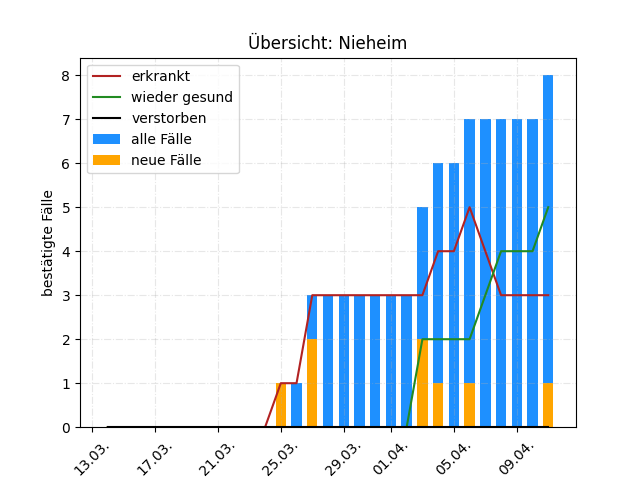 Übersicht: Nieheim
erkrankt
wieder gesund
verstorben
alle Fälle
neue Fälle
bestätigte Fälle
8
7
6
5
4
3
2
1
0
13.03.
17.03.
21.03.
25.03.
29.03.
01.04.
05.04.
09.04.